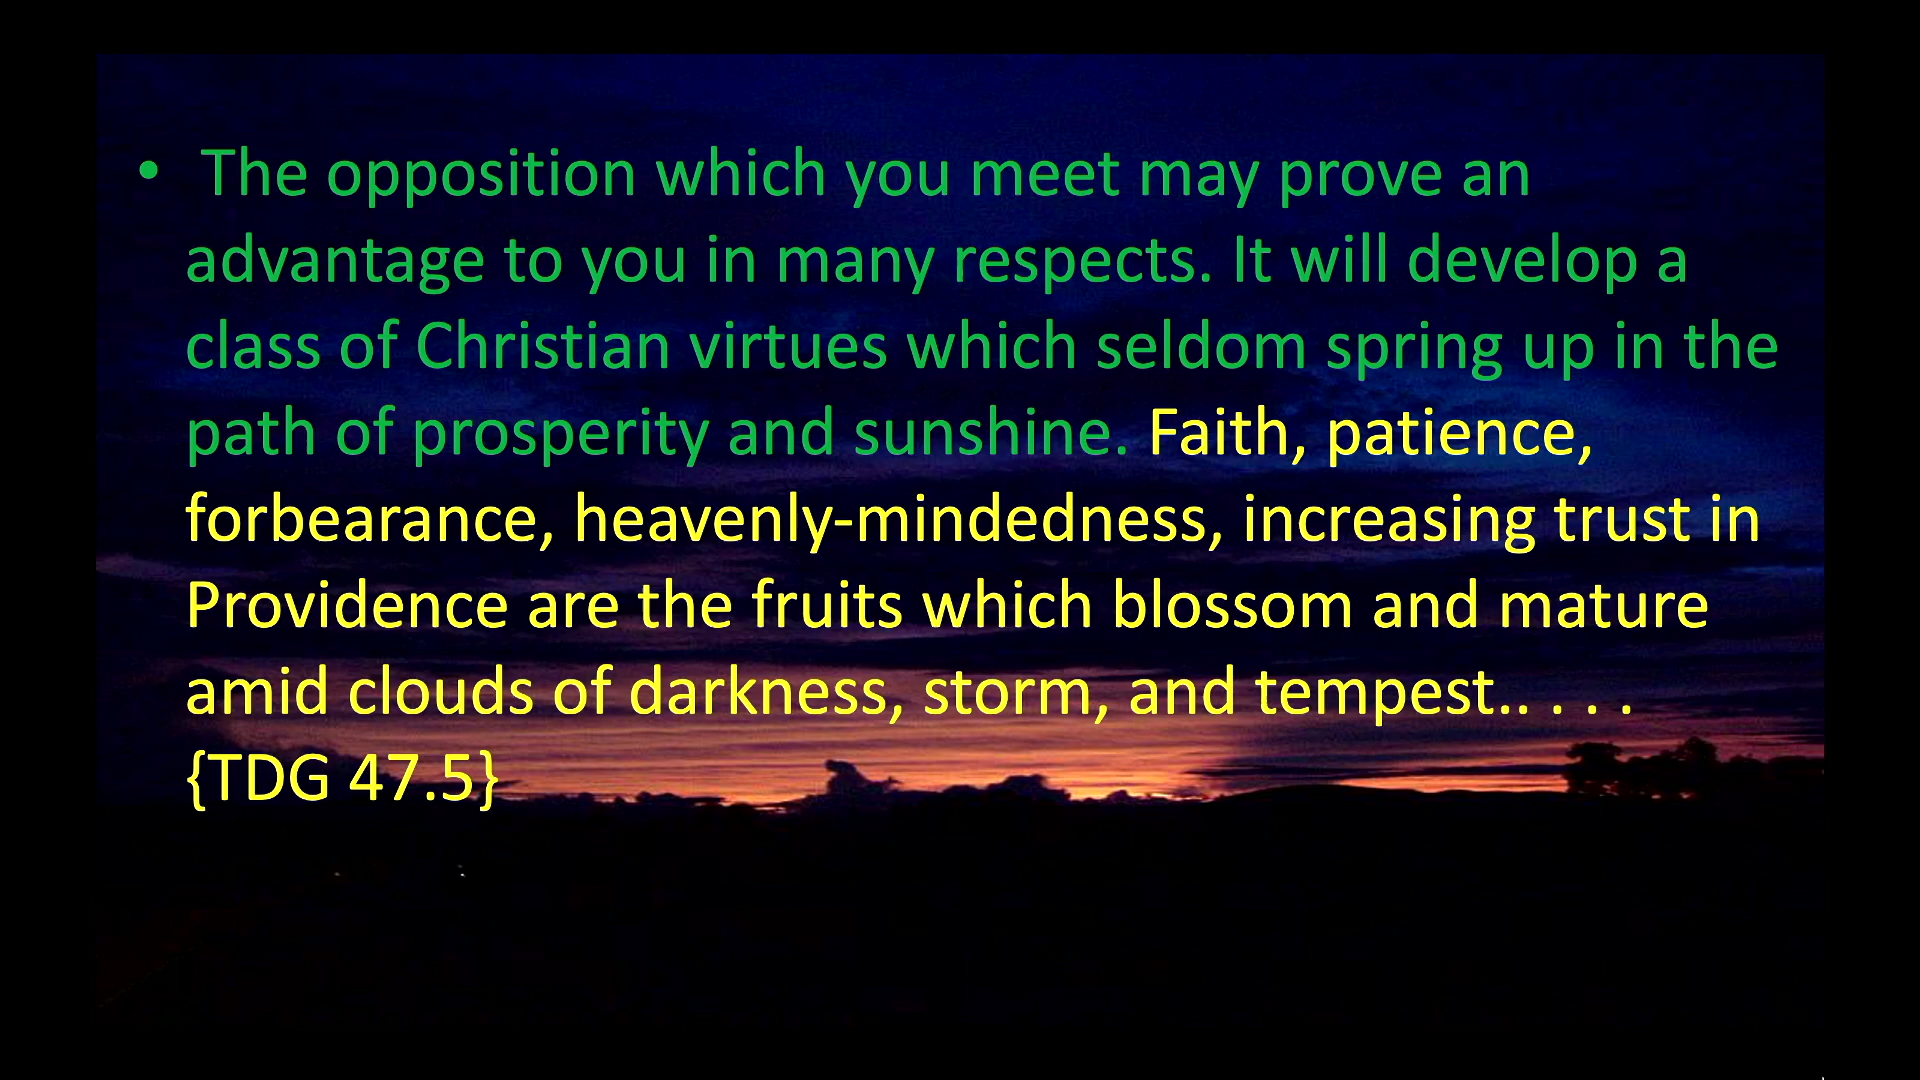 • The opposition which you meet may prove an
advantage to you in many respects. It will develop a
class of Christian virtues which seldom spring up in the
path of prosperity and sunshine. Faith, patience,
forbearance, heavenly-mindedness, increasing trust in
Providence are the fruits which blossom and mature
amid clouds of darkness, storm, and tempest.. . . .
{TDG 47.5}